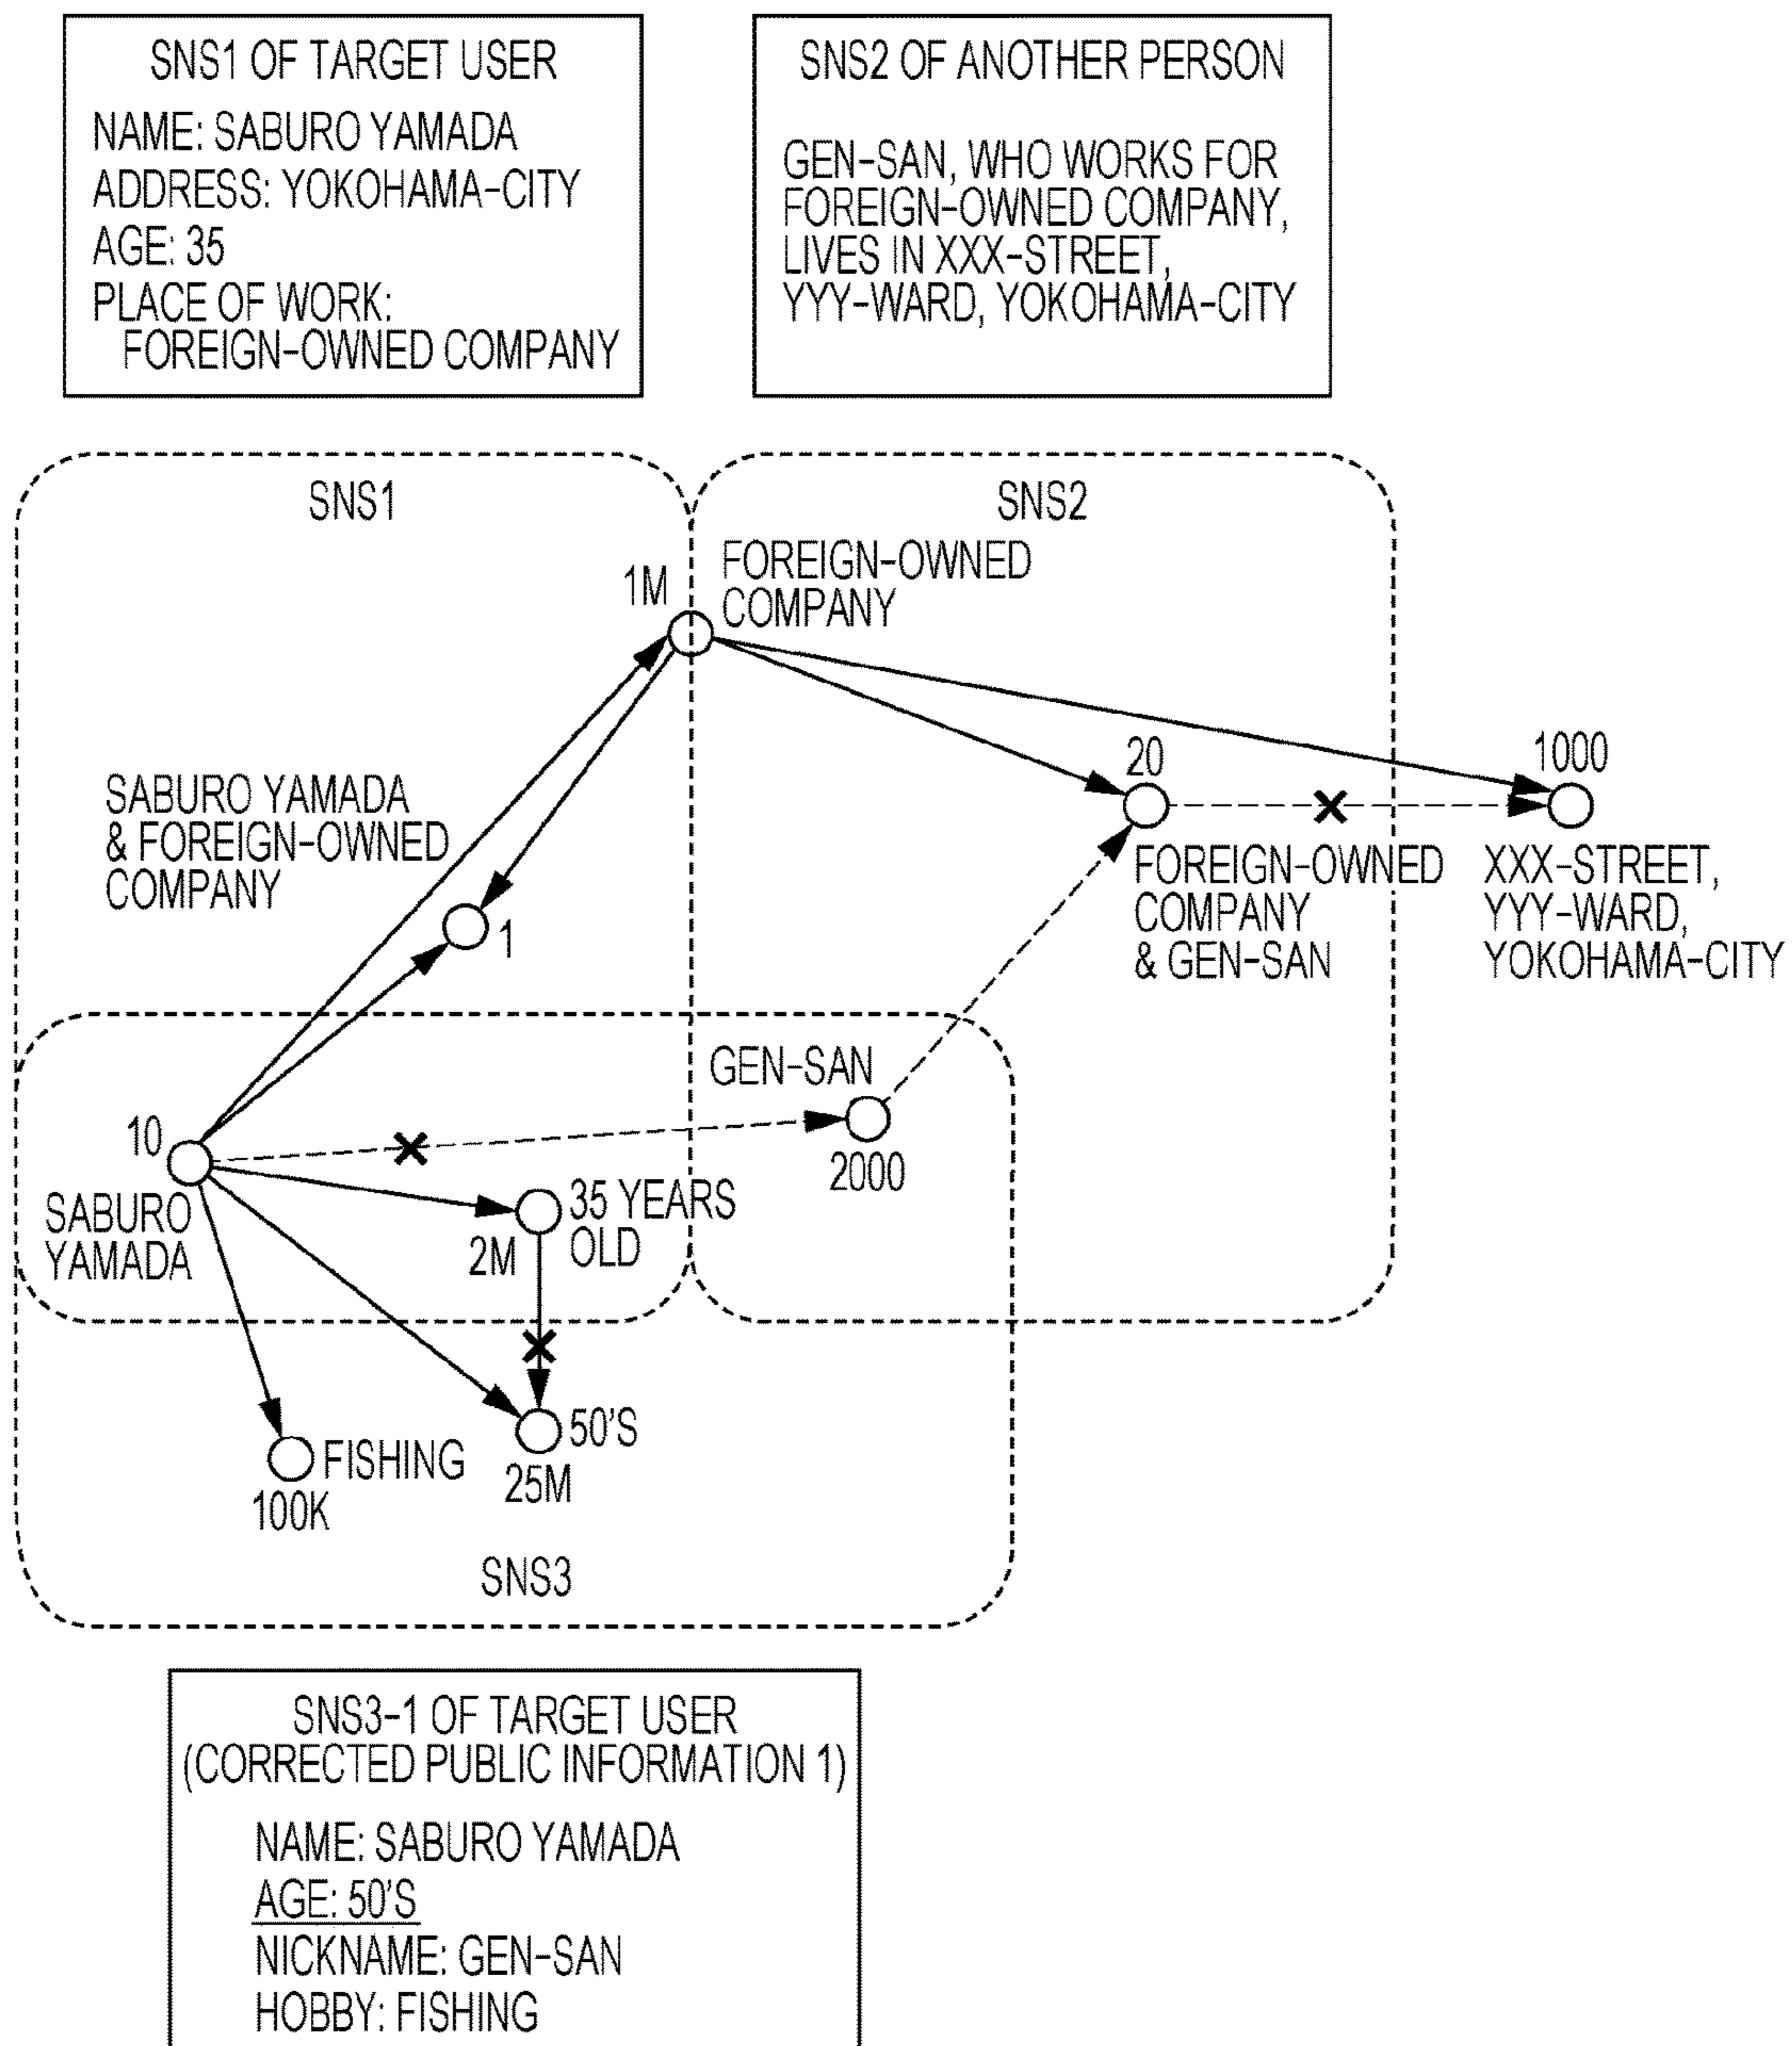 SNS1 OF TARGET USER
NAME: SABURO YAMADA
ADDRESS: YOKOHAMA-CITY
AGE: 35
PLACE OF WORK:
FOREIGN-OWNED COMPANY
SNS2 OF ANOTHER PERSON
GEN-SAN, WHO WORKS FOR
FOREIGN-OWNED COMPANY,
LIVES IN XXX-STREET,
YYY-WARD, YOKOHAMA-CITY
SNS1
SNS2
1M
FOREIGN-OWNED
COMPANY
SABURO YAMADA
& FOREIGN-OWNED
COMPANY
1
20
FOREIGN-OWNED
COMPANY
& GEN-SAN
1000
XXX-STREET,
YYY-WARD,
YOKOHAMA-CITY
GEN-SAN
2000
10
SABURO
YAMADA
35 YEARS
OLD
2M
50'S
25M
FISHING
100K
SNS3
SNS3-1 OF TARGET USER
(CORRECTED PUBLIC INFORMATION 1)
NAME: SABURO YAMADA
AGE: 50'S
NICKNAME: GEN-SAN
HOBBY: FISHING